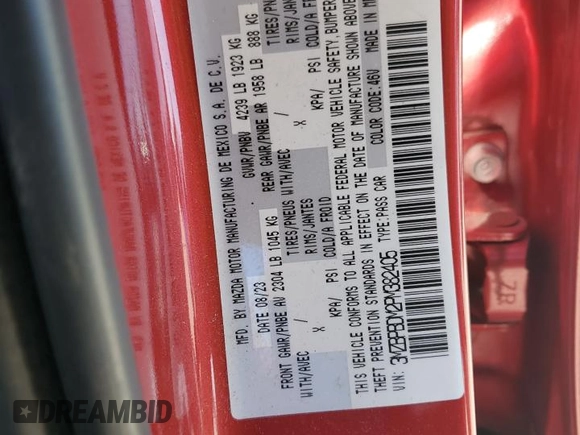 MFD. BY MAZDA MOTOR MANUFACTURING DE MEXICO S.A. DE C.V.
DATE 08/23 GVWR/PNBV 4239 LB 1923 KG
FRONT GAWR/PNBE AV 2304 LB 1045 KG REAR GAWR/PNBE AR 1958 LB 888 KG
WITH/AVEC TIRES/PNEUS WITH/AVEC
X RIMS/JANTES X RIMS/JAN
KPA/ PSI COLD/A FROID KPA/ PSI COLD/A FR
THIS VEHICLE CONFORMS TO ALL APPLICABLE FEDERAL MOTOR VEHICLE SAFETY, BUMPER
THEFT PREVENTION STANDARDS IN EFFECT ON THE DATE OF MANUFACTURE SHOWN ABOVE
VIN: 3MZBPBDM2PM382405 TYPE:PASS CAR COLOR CODE:46V MADE IN
ZB
DREAMBID